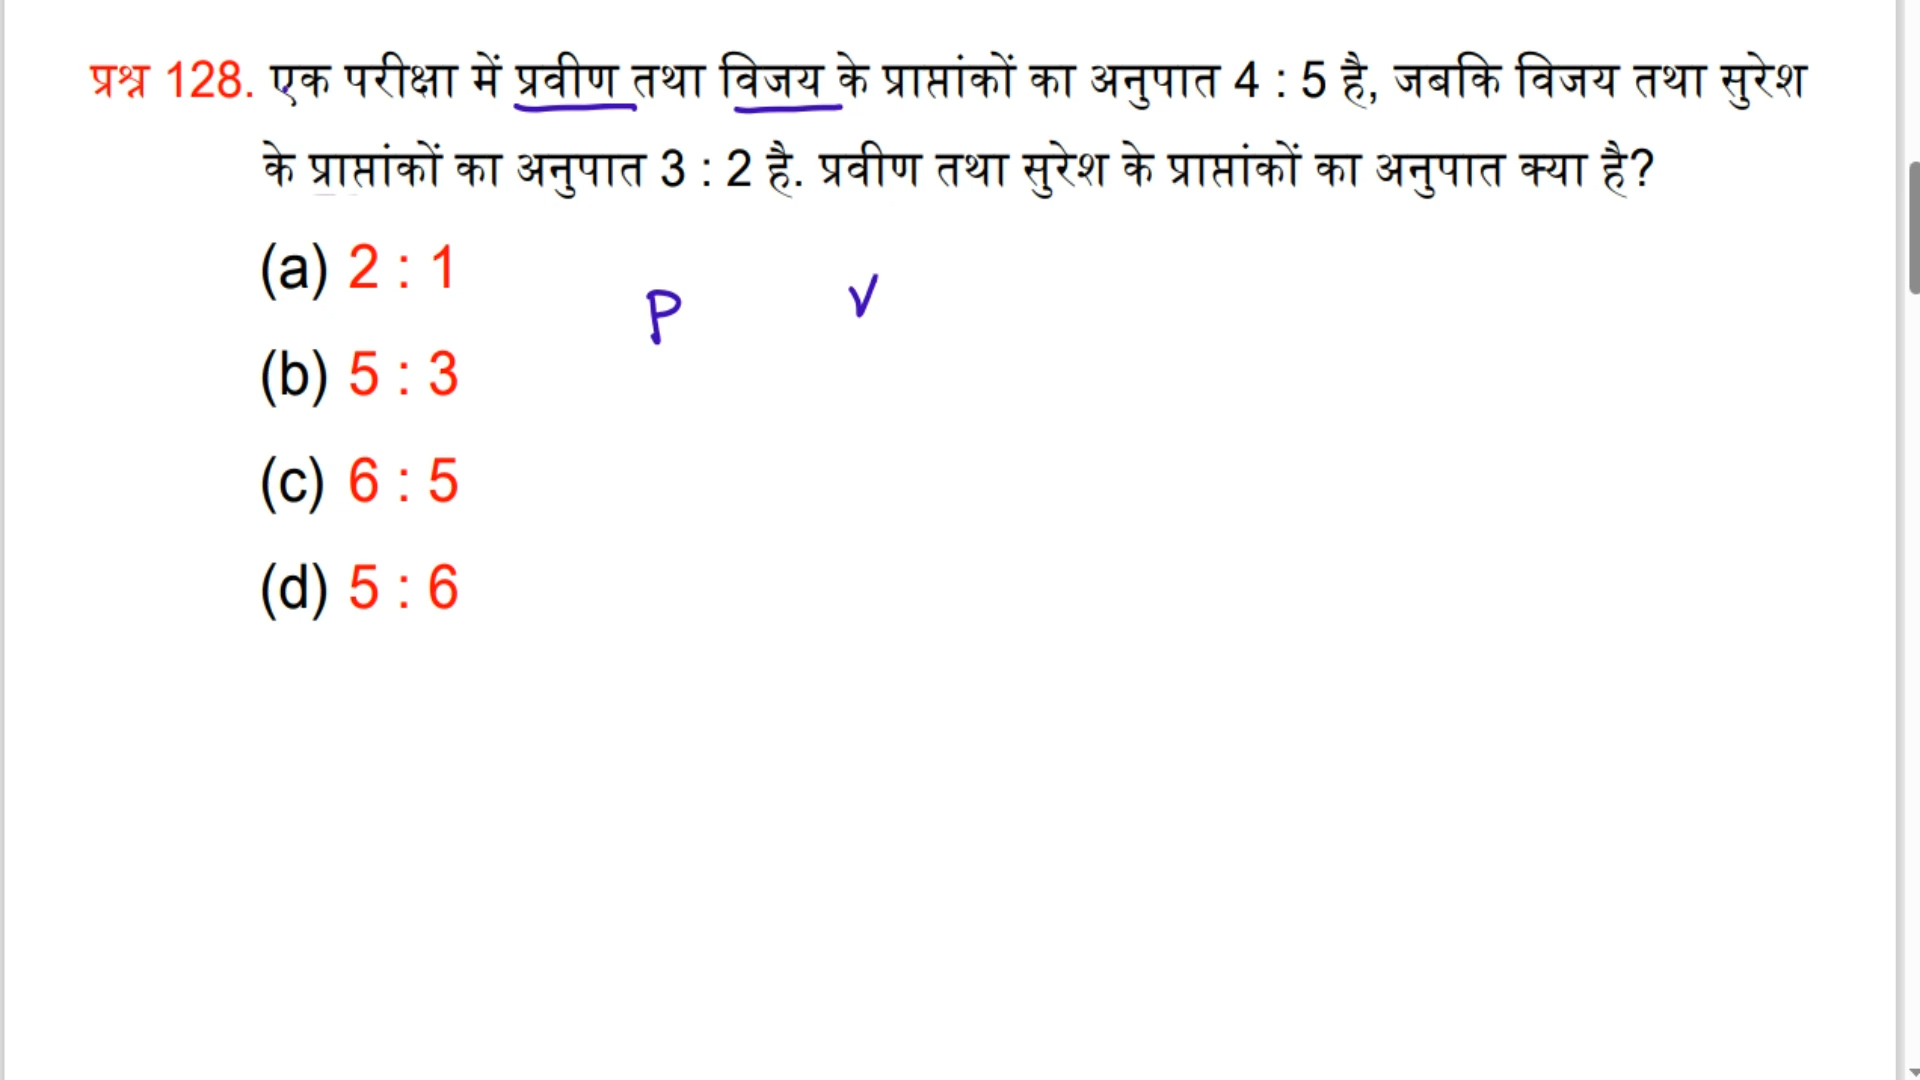 प्रश्न 128. एक परीक्षा में प्रवीण तथा विजय के प्राप्तांकों का अनुपात 4 : 5 है, जबकि विजय तथा सुरेश
के प्राप्तांकों का अनुपात 3 : 2 है. प्रवीण तथा सुरेश के प्राप्तांकों का अनुपात क्या है?
(a) 2 : 1
P V
(b) 5 : 3
(c) 6 : 5
(d) 5 : 6